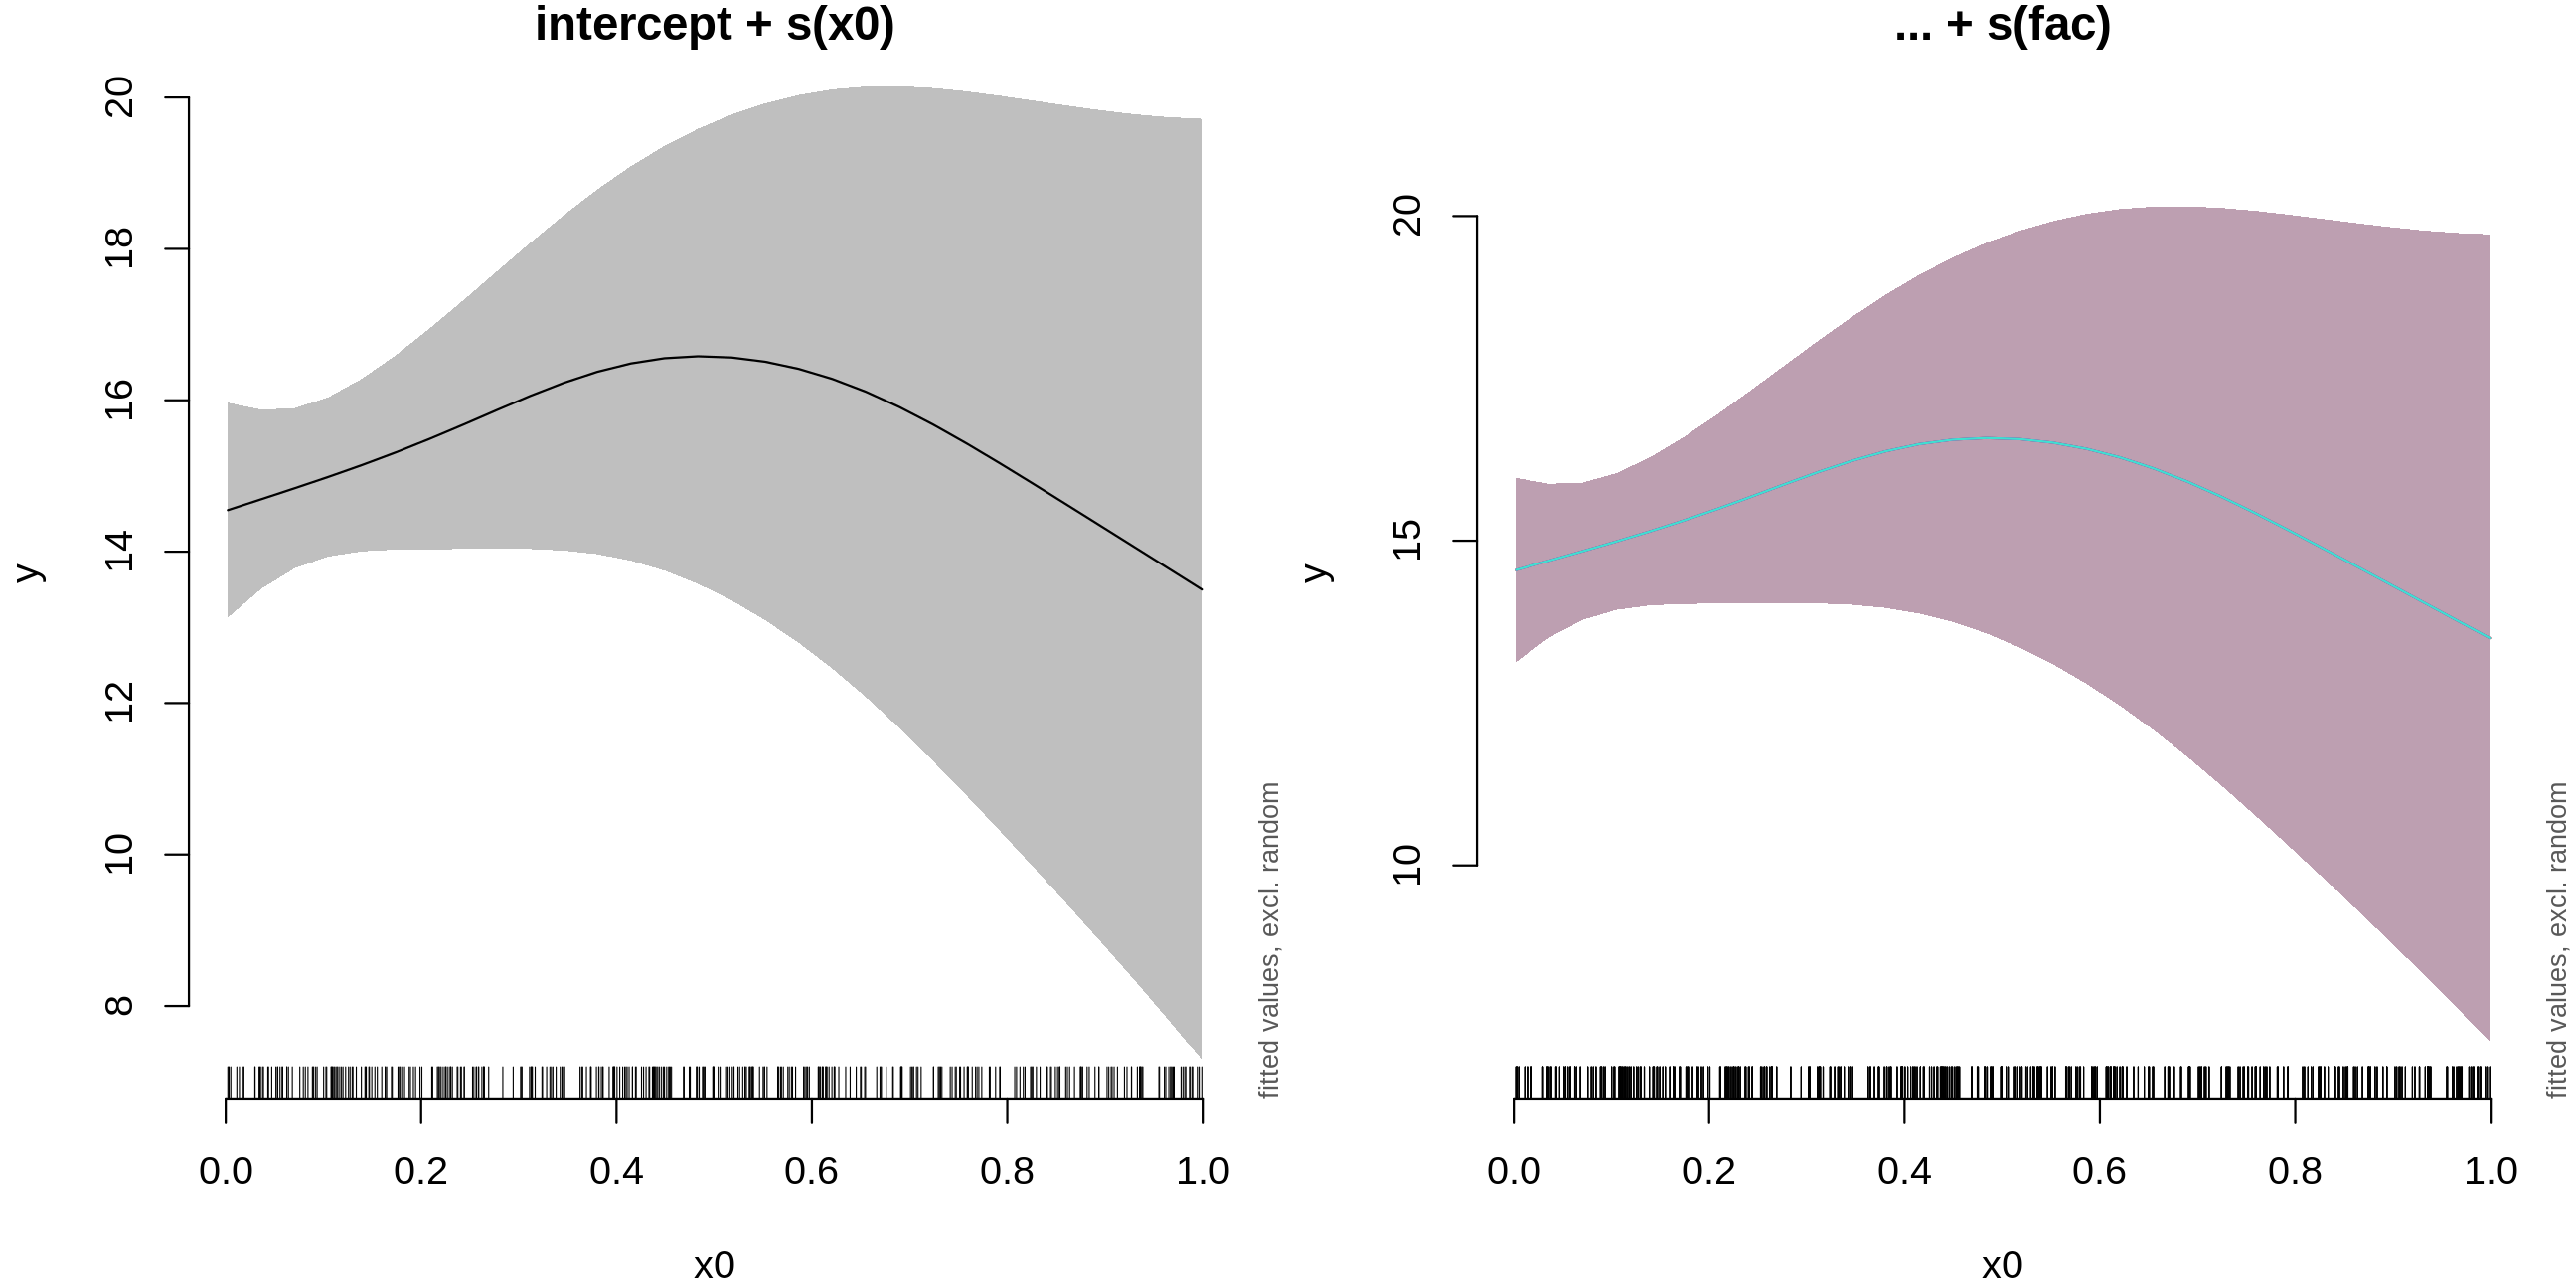 intercept + s(x0)
y
20
18
16
14
12
10
8
0.0 0.2 0.4 0.6 0.8 1.0
x0
fitted values, excl. random
... + s(fac)
y
20
15
10
0.0 0.2 0.4 0.6 0.8 1.0
x0
fitted values, excl. random